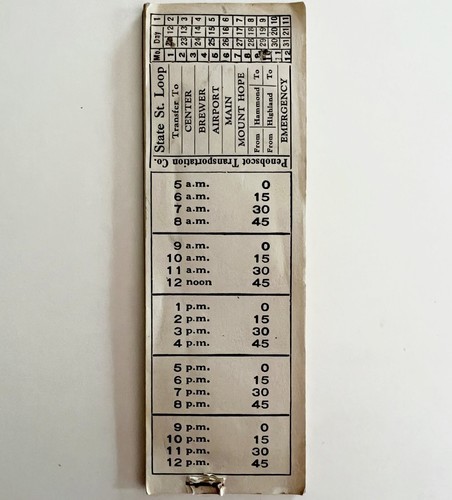 Mo. Day 1
1 12 2
2 23 13 3
3 24 14 4
4 25 15 5
5 26 16 6
6 27 17 7
7 28 18 8
8 29 19 9
11 30 20 10
12 31 21 11
State St. Loop
Transfer To
CENTER
BREWER
AIRPORT
MAIN
MOUNT HOPE
From Hammond To
From Highland To
EMERGENCY
Penobscot Transportation Co.
5 a.m. 0
6 a.m. 15
7 a.m. 30
8 a.m. 45
9 a.m. 0
10 a.m. 15
11 a.m. 30
12 noon 45
1 p.m. 0
2 p.m. 15
3 p.m. 30
4 p.m. 45
5 p.m. 0
6 p.m. 15
7 p.m. 30
8 p.m. 45
9 p.m. 0
10 p.m. 15
11 p.m. 30
12 p.m. 45